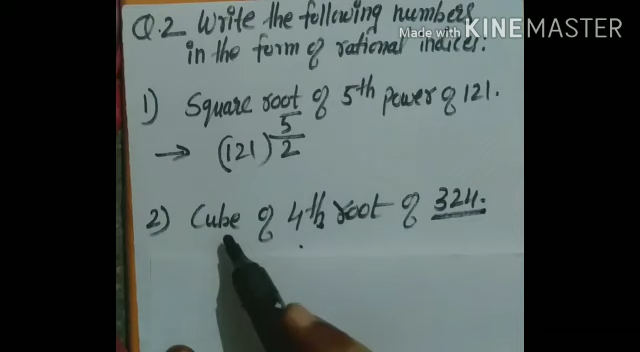 Q.2 Write the following numbers
in the form of rational indices.
Made with KINEMASTER
1) Square root of 5th power of 121.
→ (121)^5/2
2) Cube of 4th root of 324.